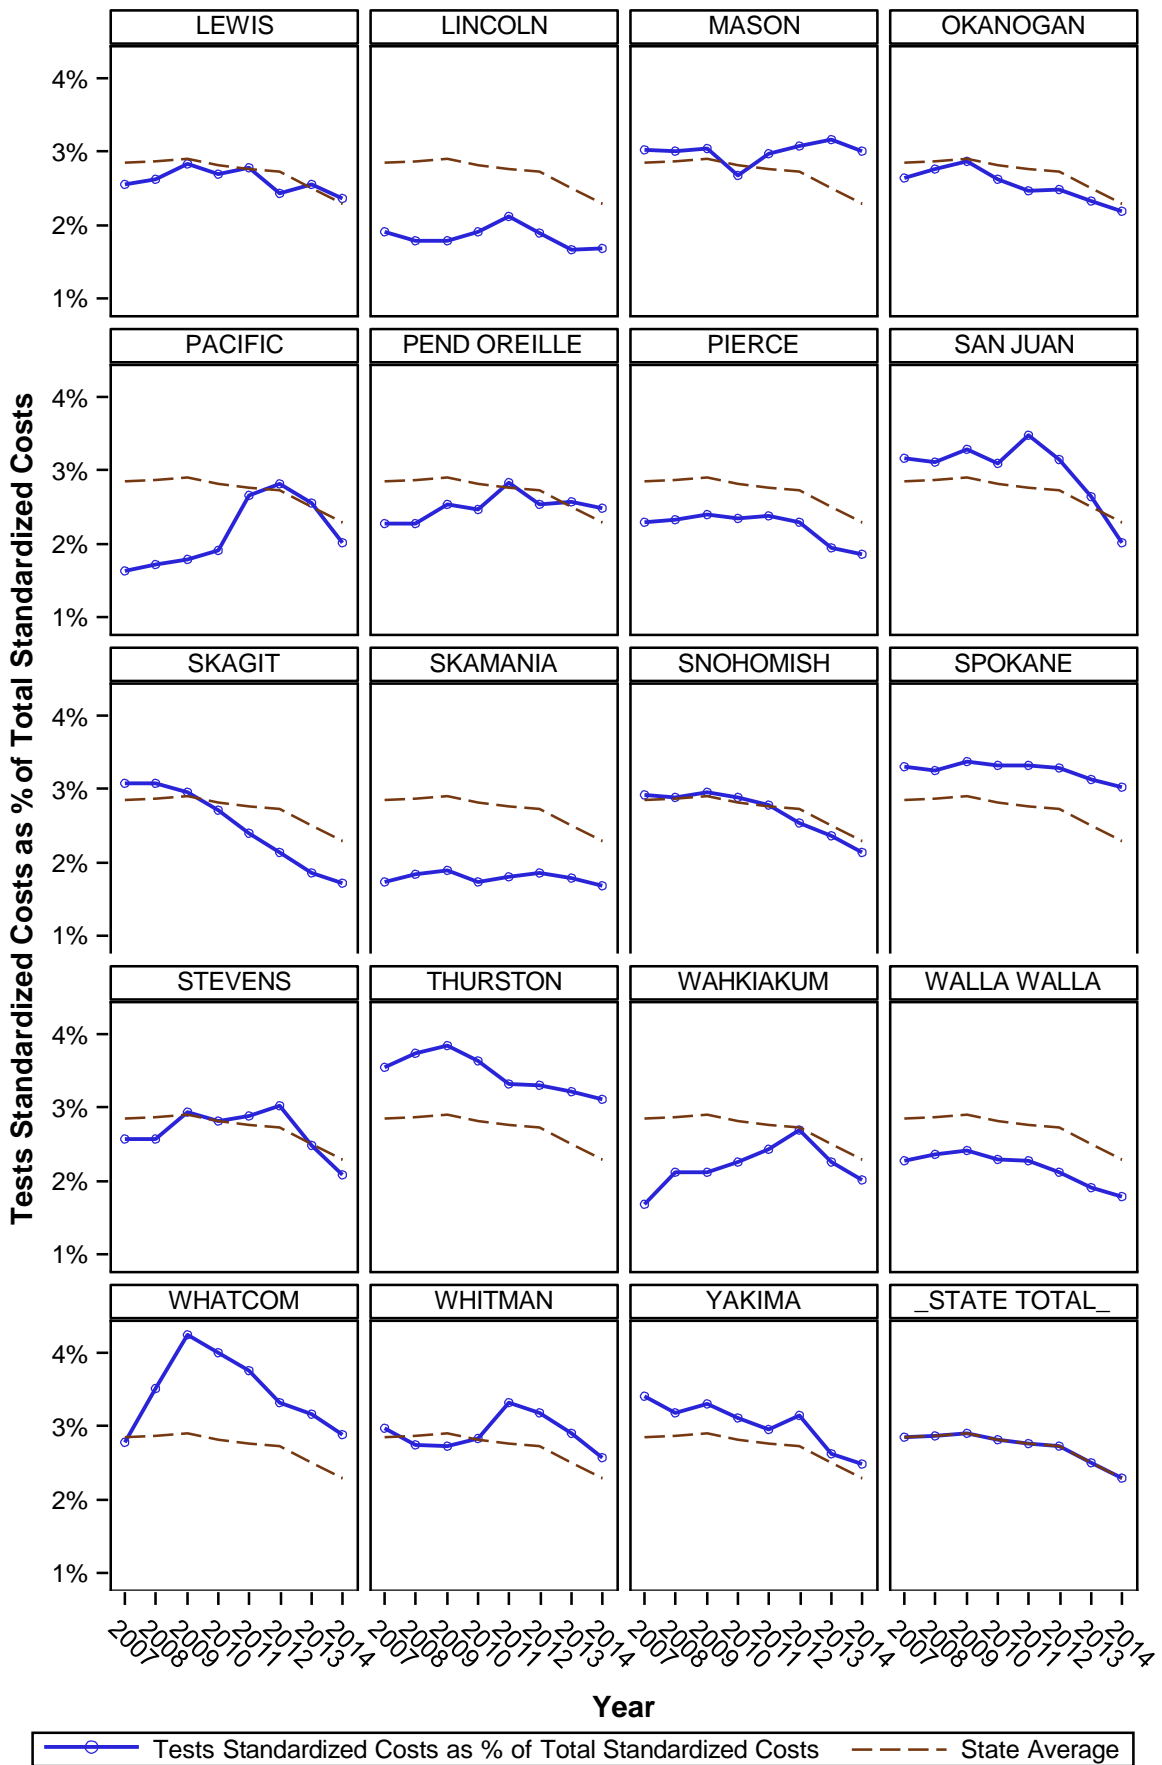 LEWIS LINCOLN MASON OKANOGAN
4%
3%
2%
1%
PACIFIC PEND OREILLE PIERCE SAN JUAN
4%
3%
2%
1%
SKAGIT SKAMANIA SNOHOMISH SPOKANE
4%
3%
2%
1%
STEVENS THURSTON WAHKIAKUM WALLA WALLA
4%
3%
2%
1%
WHATCOM WHITMAN YAKIMA _STATE TOTAL_
4%
3%
2%
1%
Tests Standardized Costs as % of Total Standardized Costs
2007 2008 2009 2010 2011 2012 2013 2014 2007 2008 2009 2010 2011 2012 2013 2014 2007 2008 2009 2010 2011 2012 2013 2014 2007 2008 2009 2010 2011 2012 2013 2014
Year
Tests Standardized Costs as % of Total Standardized Costs State Average